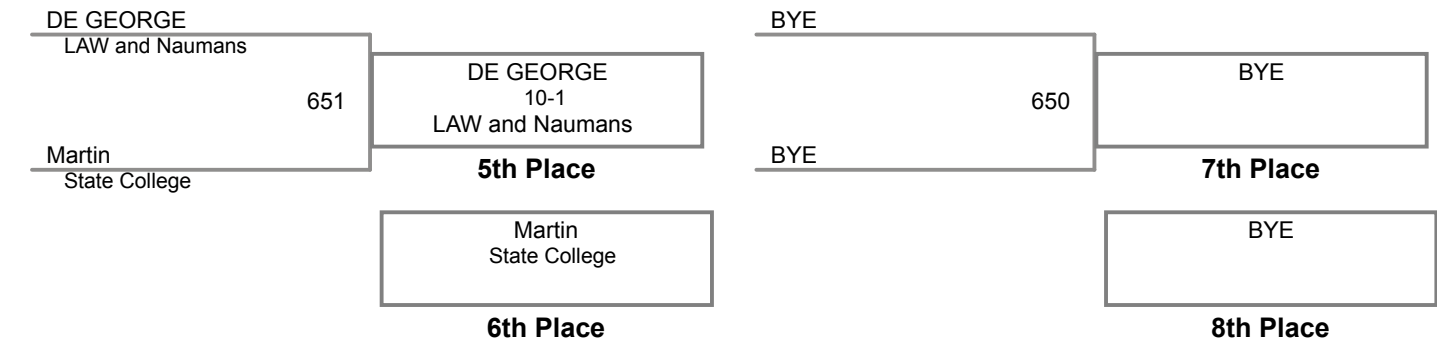 DE GEORGE
LAW and Naumans
651
Martin
State College
DE GEORGE
10-1
LAW and Naumans
5th Place
Martin
State College
6th Place
BYE
650
BYE
BYE
7th Place
BYE
8th Place